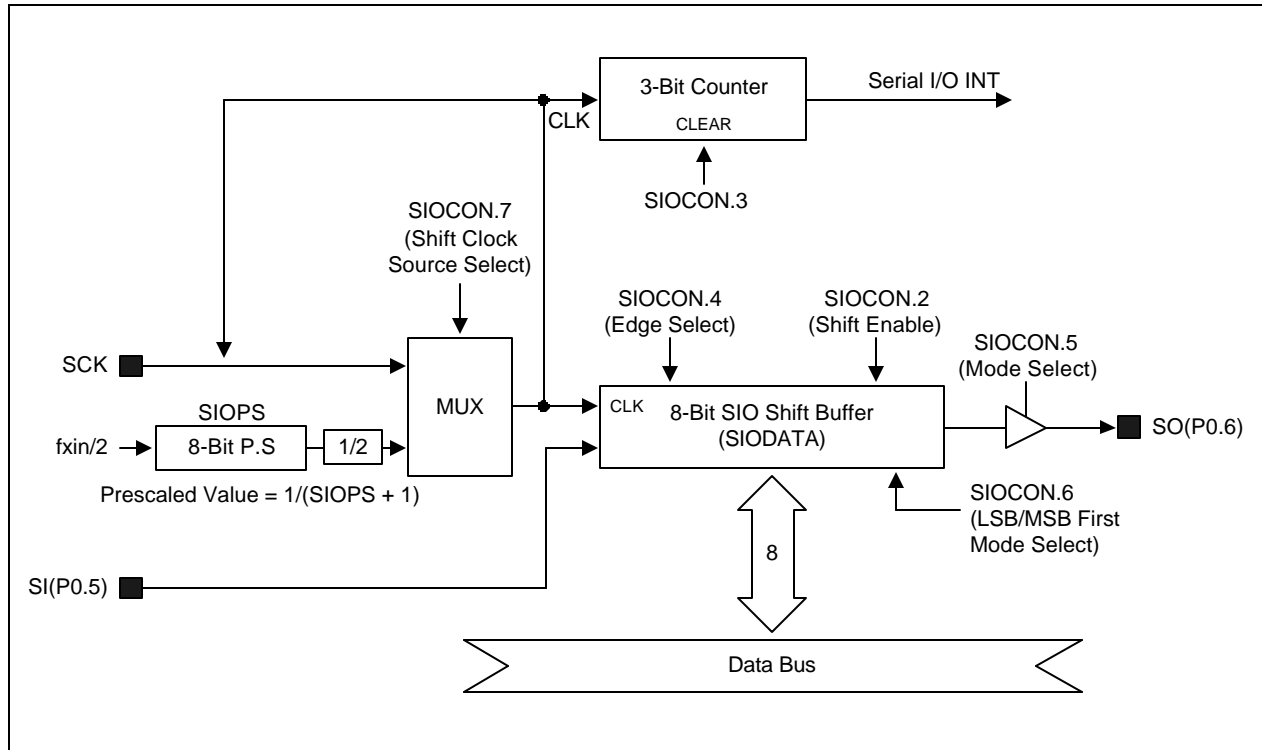 3-Bit Counter
CLEAR
Serial I/O INT
CLK
SIOCON.3
SIOCON.7
(Shift Clock
Source Select)
SIOCON.4
(Edge Select)
SIOCON.2
(Shift Enable)
SIOCON.5
(Mode Select)
SCK
MUX
CLK
8-Bit SIO Shift Buffer
(SIODATA)
SO(P0.6)
SIOPS
fxin/2
8-Bit P.S
1/2
Prescaled Value = 1/(SIOPS + 1)
SIOCON.6
(LSB/MSB First
Mode Select)
8
SI(P0.5)
Data Bus